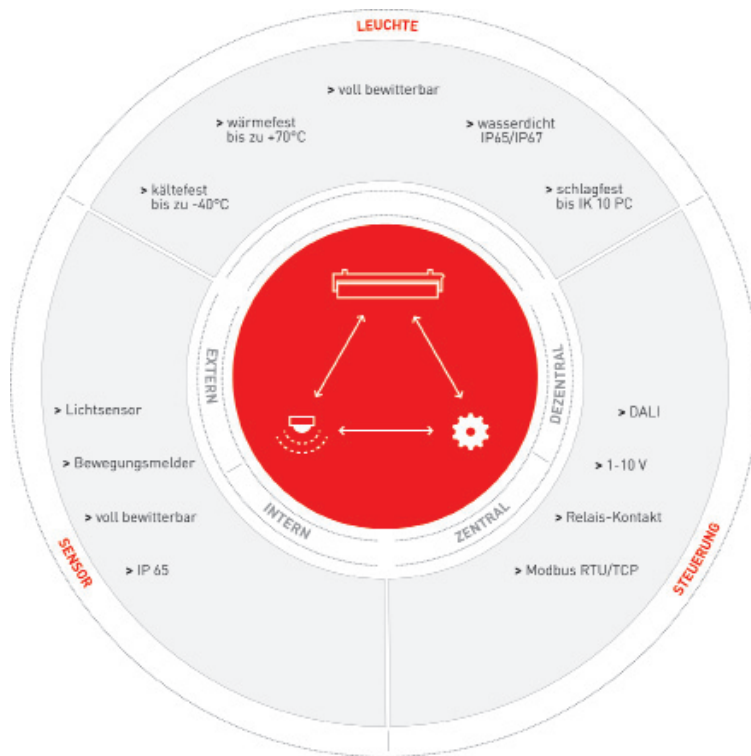 LEUCHTE
> voll bewitterbar
> wärmefest
bis zu +70°C
> wasserdicht
IP65/IP67
> kältefest
bis zu -40°C
> schlagfest
bis IK 10 PC
EXTERN
DEZENTRAL
INTERN
ZENTRAL
> Lichtsensor
> Bewegungsmelder
> voll bewitterbar
> IP 65
SENSOR
> DALI
> 1-10 V
> Relais-Kontakt
> Modbus RTU/TCP
STEUERUNG